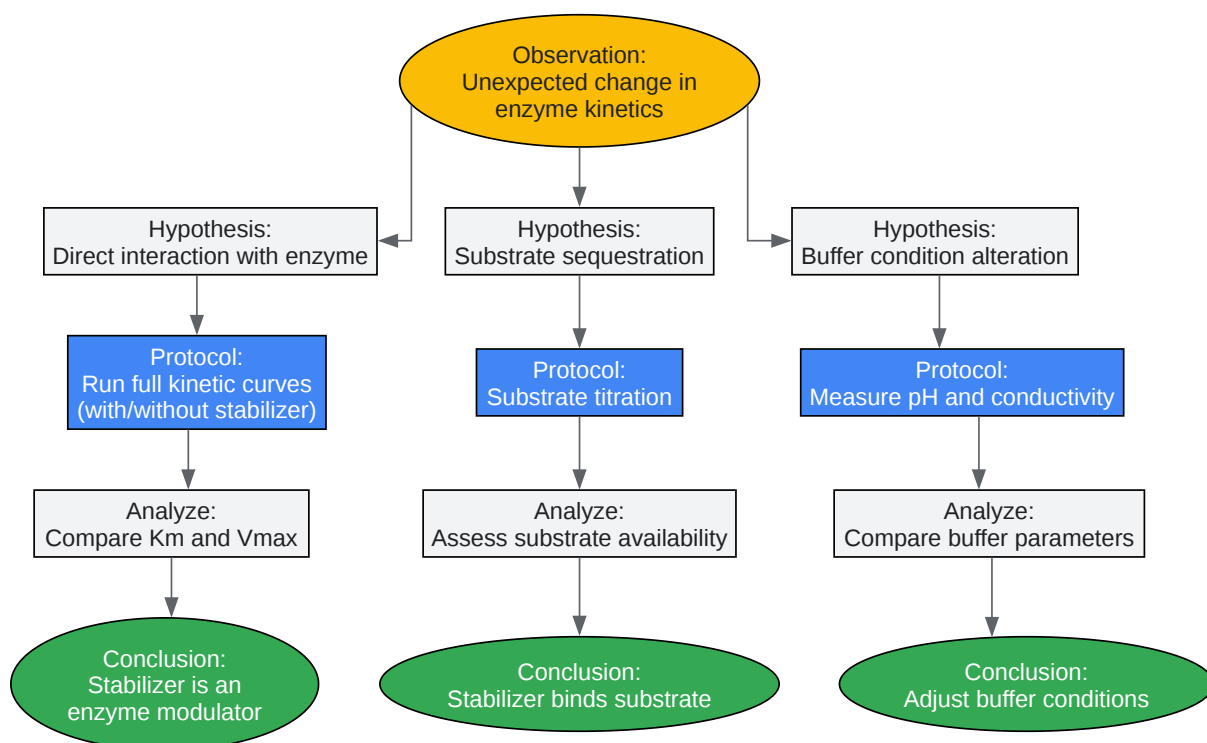 Observation:
Unexpected change in
enzyme kinetics
Hypothesis:
Direct interaction with enzyme
Hypothesis:
Substrate sequestration
Hypothesis:
Buffer condition alteration
Protocol:
Run full kinetic curves
(with/without stabilizer)
Protocol:
Substrate titration
Protocol:
Measure pH and conductivity
Analyze:
Compare Km and Vmax
Analyze:
Assess substrate availability
Analyze:
Compare buffer parameters
Conclusion:
Stabilizer is an
enzyme modulator
Conclusion:
Stabilizer binds substrate
Conclusion:
Adjust buffer conditions